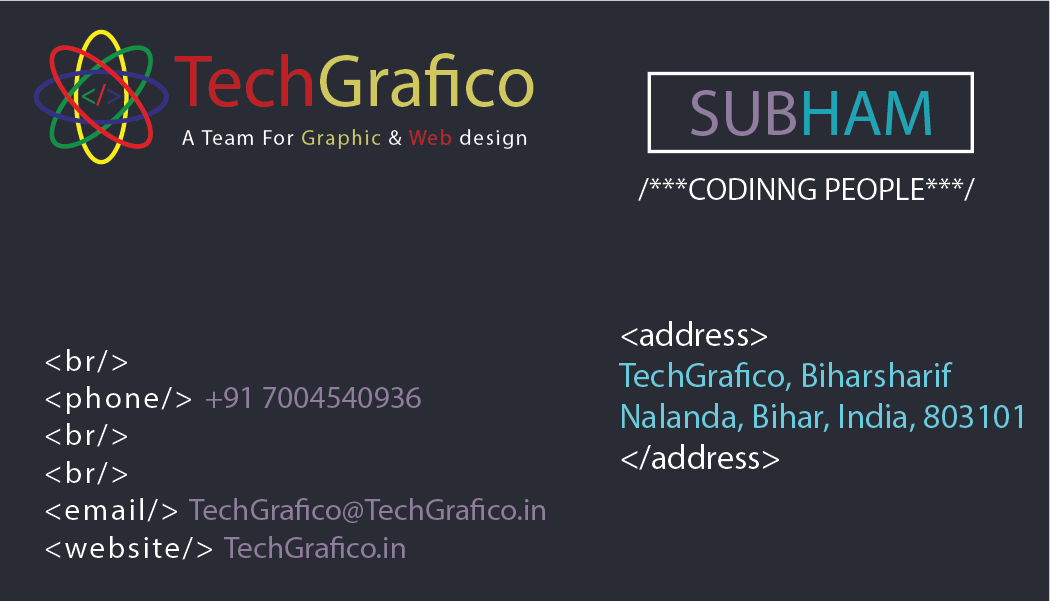 </>
TechGrafico
A Team For Graphic & Web design
SUBHAM
/***CODINNG PEOPLE***/
<br/>
<phone/> +91 7004540936
<br/>
<br/>
<email/> TechGrafico@TechGrafico.in
<website/> TechGrafico.in
<address>
TechGrafico, Biharsharif
Nalanda, Bihar, India, 803101
</address>